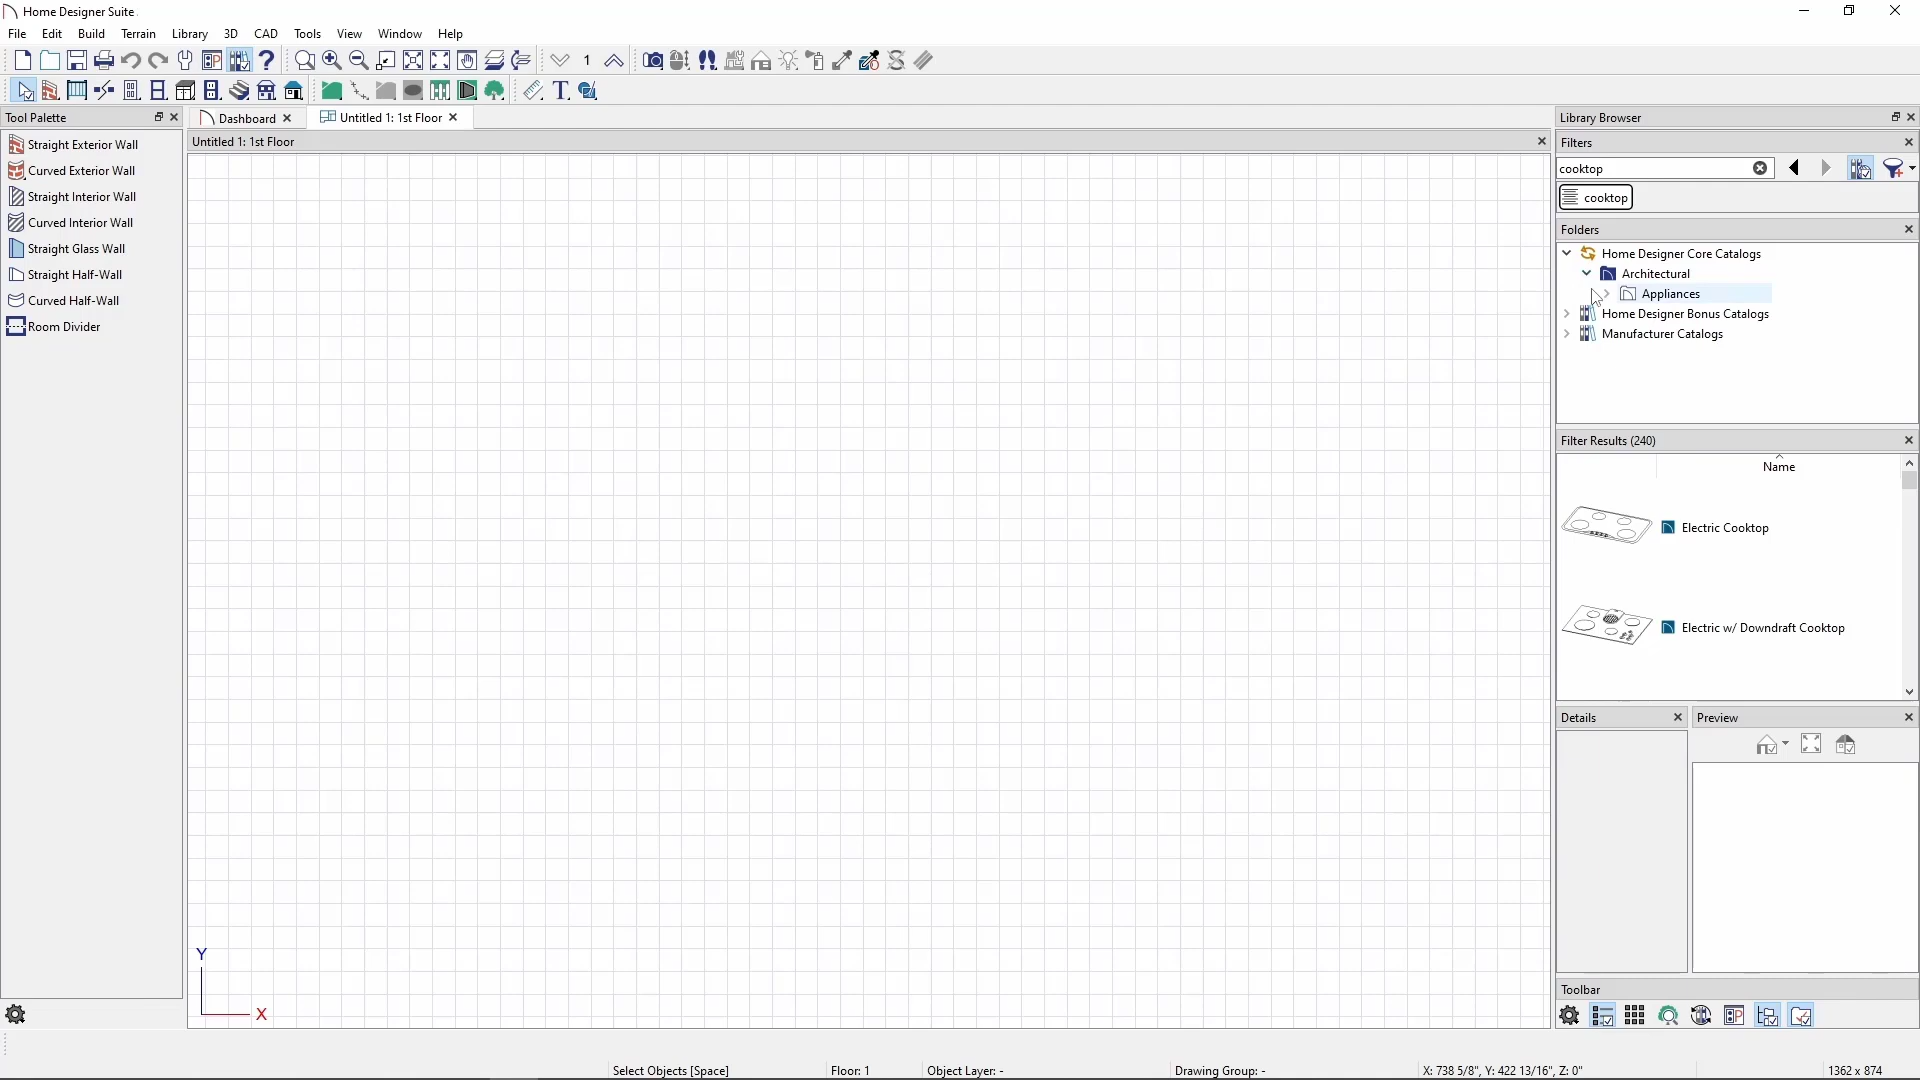 Home Designer Suite
File Edit Build Terrain Library 3D CAD Tools View Window Help
1
Tool Palette
Straight Exterior Wall
Curved Exterior Wall
Straight Interior Wall
Curved Interior Wall
Straight Glass Wall
Straight Half-Wall
Curved Half-Wall
Room Divider
Dashboard
Untitled 1: 1st Floor
Untitled 1: 1st Floor
Y
X
Library Browser
Filters
cooktop
cooktop
Folders
Home Designer Core Catalogs
Architectural
Appliances
Home Designer Bonus Catalogs
Manufacturer Catalogs
Filter Results (240)
Name
Electric Cooktop
Electric w/ Downdraft Cooktop
Details
Preview
Toolbar
Select Objects [Space] Floor: 1 Object Layer: - Drawing Group: - X: 738 5/8", Y: 422 13/16", Z: 0" 1362 x 874